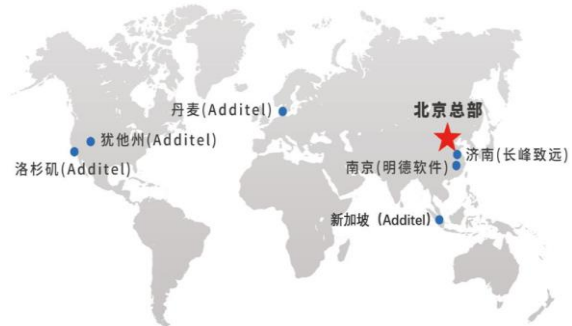 丹麦(Additel)
北京总部
犹他州(Additel)
济南(长峰致远)
洛杉矶(Additel)
南京(明德软件)
新加坡（Additel）